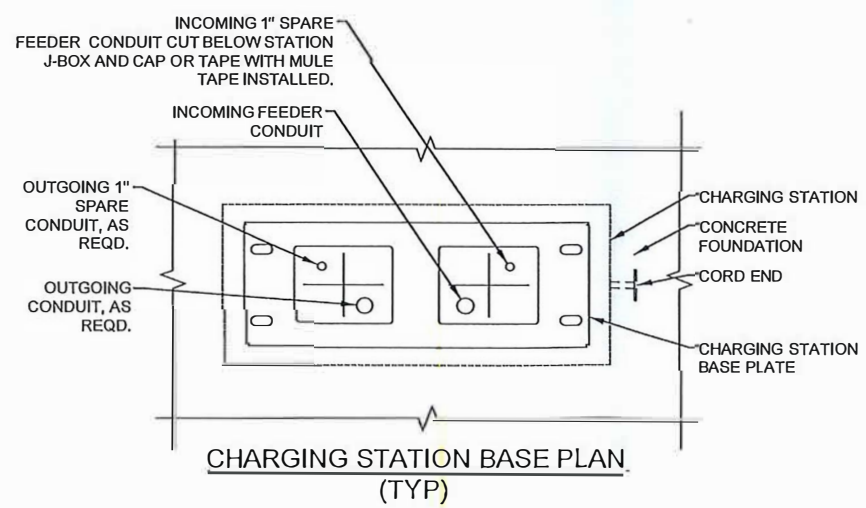 INCOMING 1" SPARE
FEEDER CONDUIT CUT BELOW STATION
J-BOX AND CAP OR TAPE WITH MULE
TAPE INSTALLED.
INCOMING FEEDER
CONDUIT
OUTGOING 1"
SPARE
CONDUIT, AS
REQD.
OUTGOING
CONDUIT, AS
REQD.
CHARGING STATION
CONCRETE
FOUNDATION
CORD END
CHARGING STATION
BASE PLATE
CHARGING STATION BASE PLAN
(TYP)